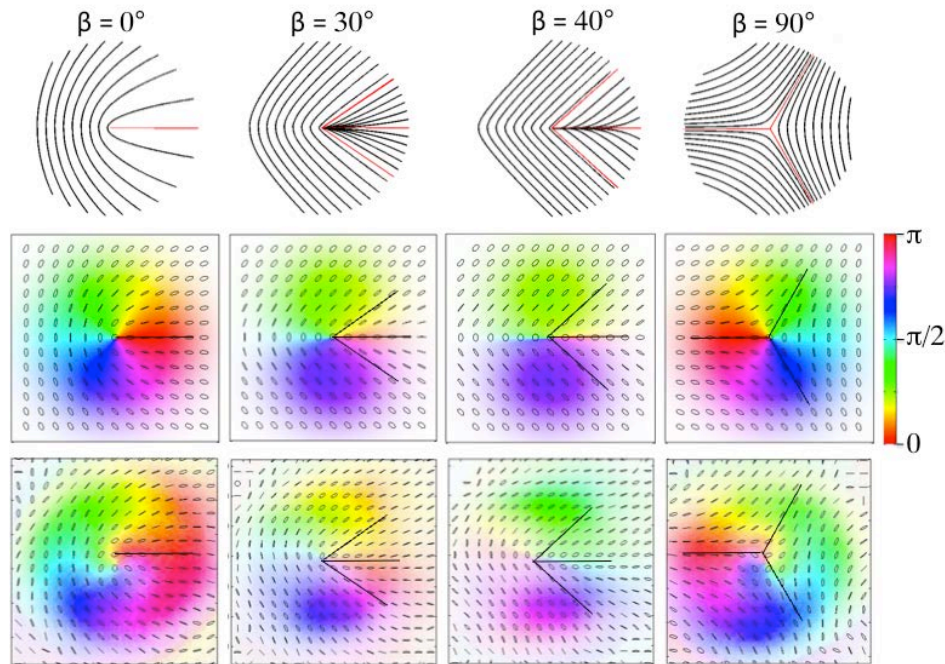 β = 0°
β = 30°
β = 40°
β = 90°
π
π/2
0